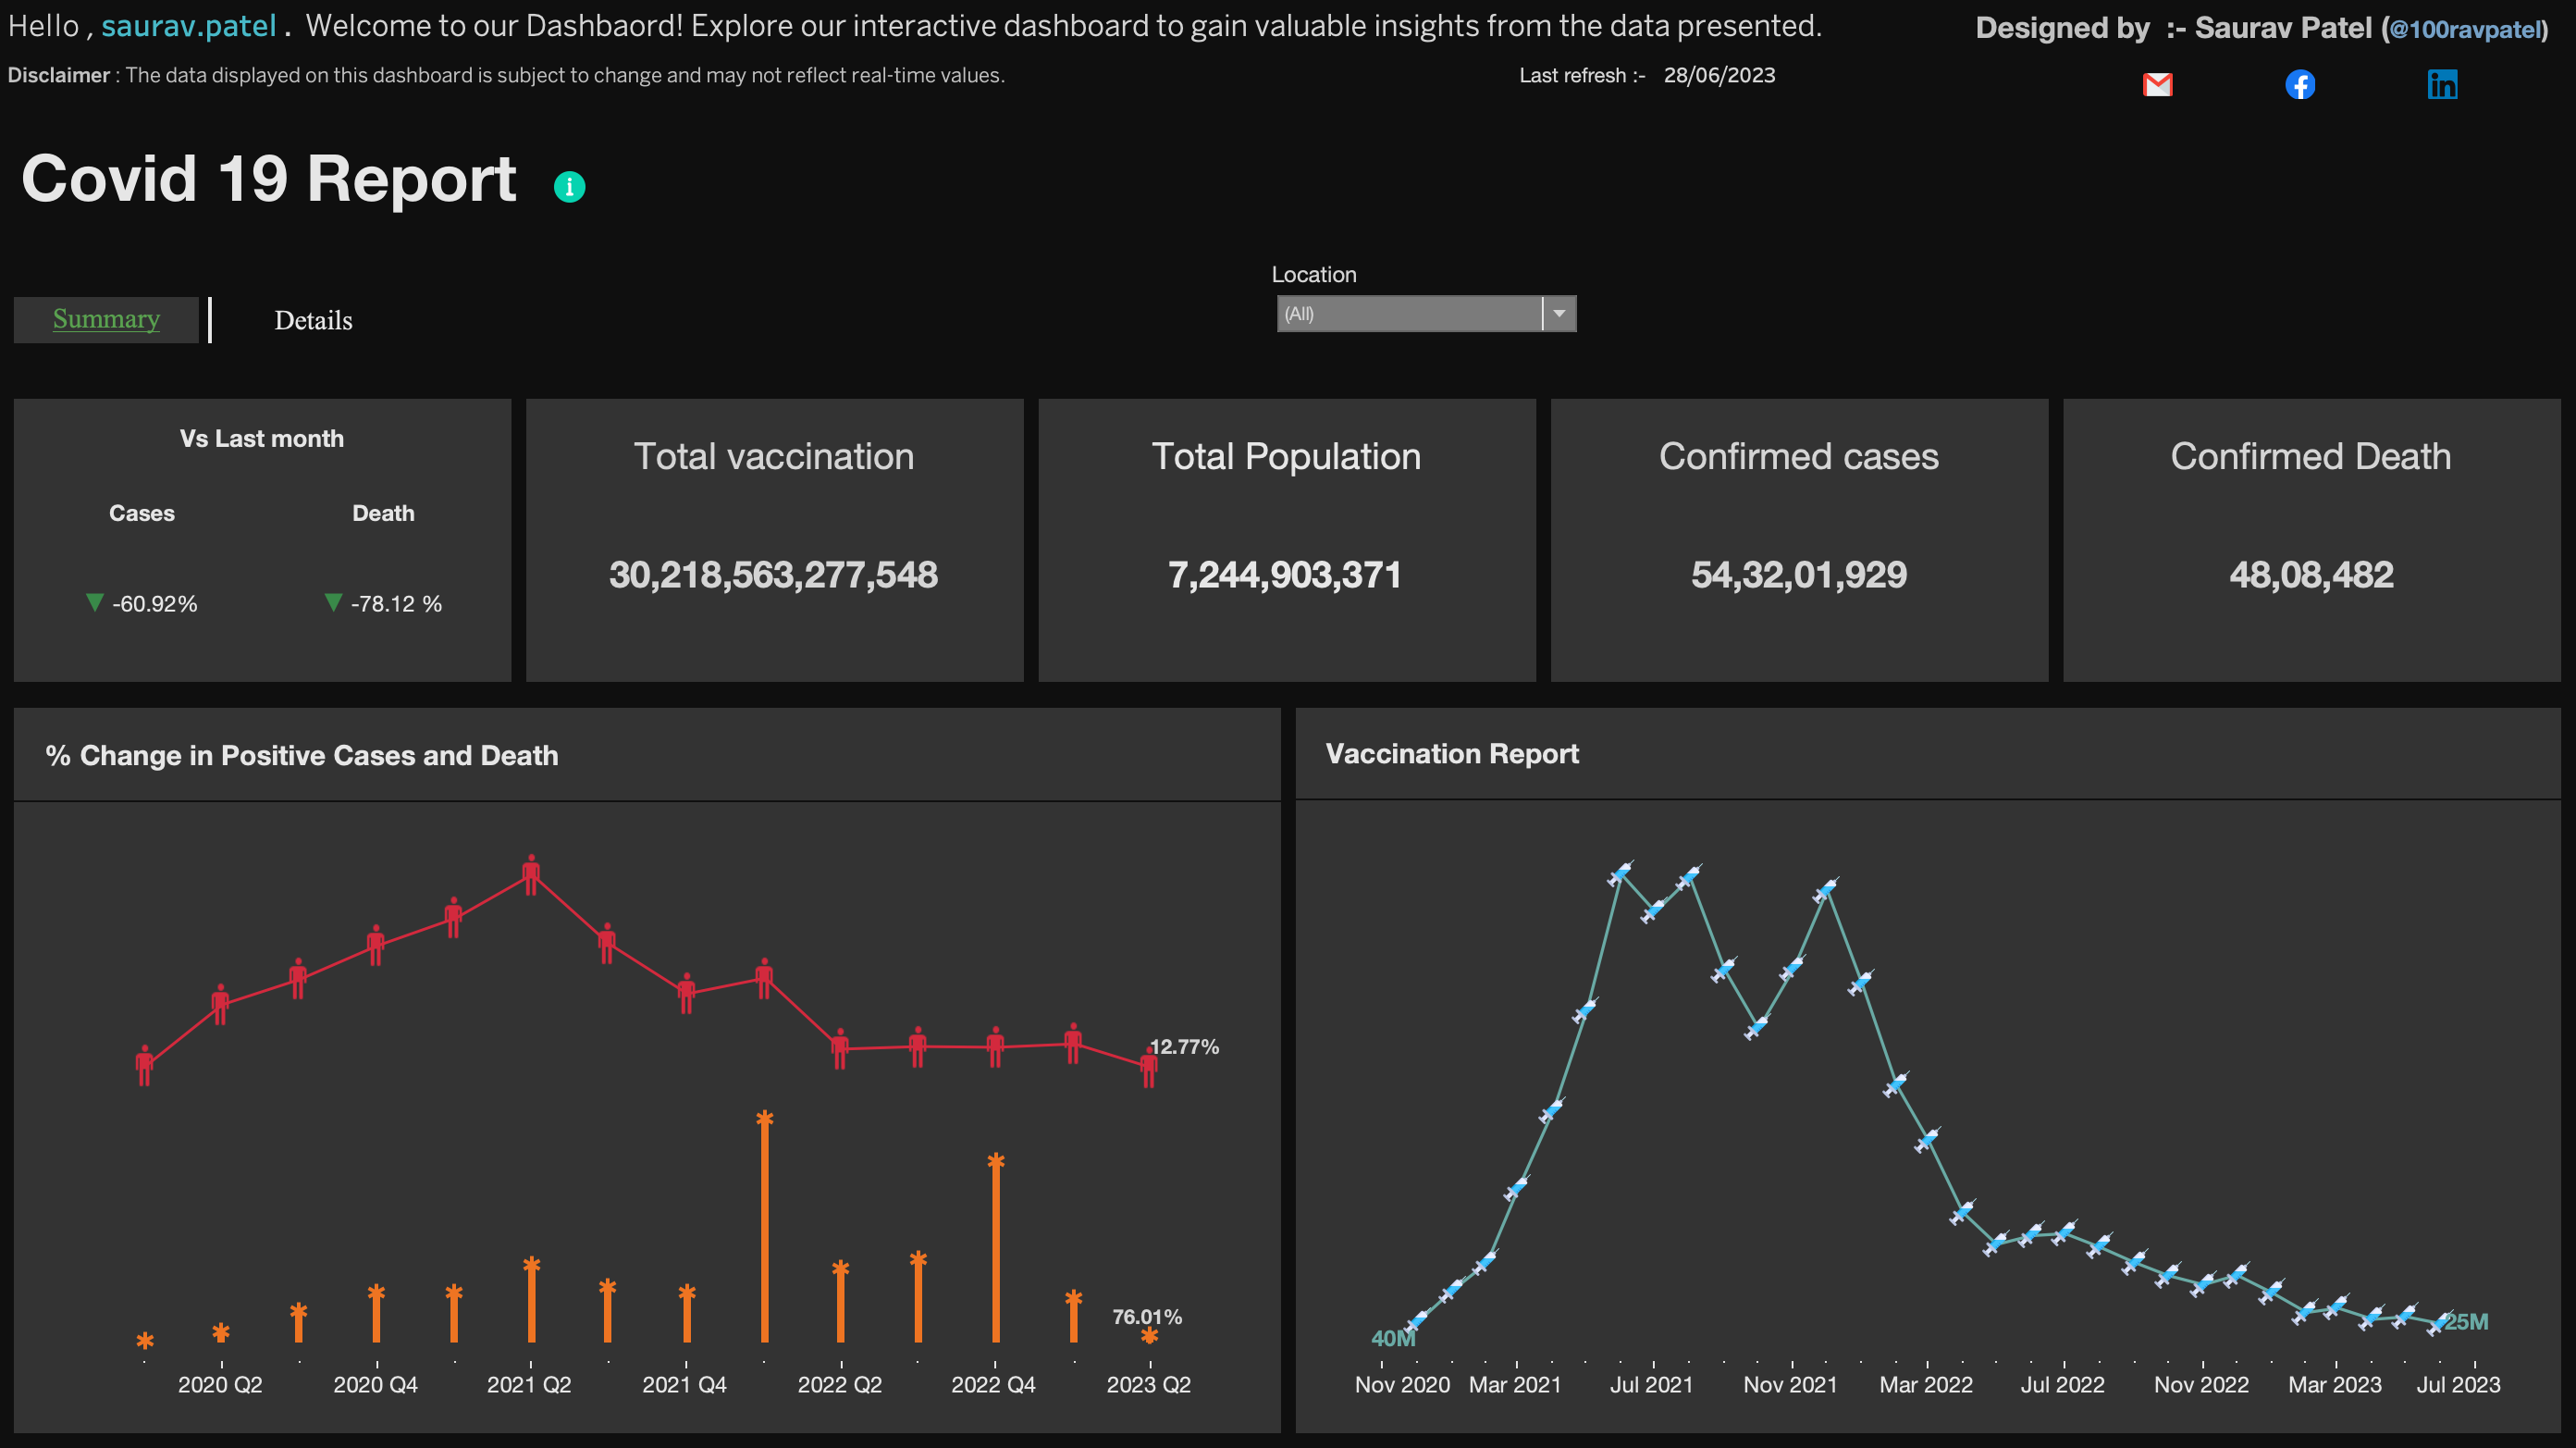 Hello , saurav.patel . Welcome to our Dashbaord! Explore our interactive dashboard to gain valuable insights from the data presented.
Designed by :- Saurav Patel (@100ravpatel)
Disclaimer : The data displayed on this dashboard is subject to change and may not reflect real-time values.
Last refresh :- 28/06/2023
Covid 19 Report
Location
(All)
Summary
Details
Vs Last month
Cases
Death
-60.92%
-78.12 %
Total vaccination
30,218,563,277,548
Total Population
7,244,903,371
Confirmed cases
54,32,01,929
Confirmed Death
48,08,482
% Change in Positive Cases and Death
12.77%
76.01%
2020 Q2
2020 Q4
2021 Q2
2021 Q4
2022 Q2
2022 Q4
2023 Q2
Vaccination Report
40M
25M
Nov 2020
Mar 2021
Jul 2021
Nov 2021
Mar 2022
Jul 2022
Nov 2022
Mar 2023
Jul 2023